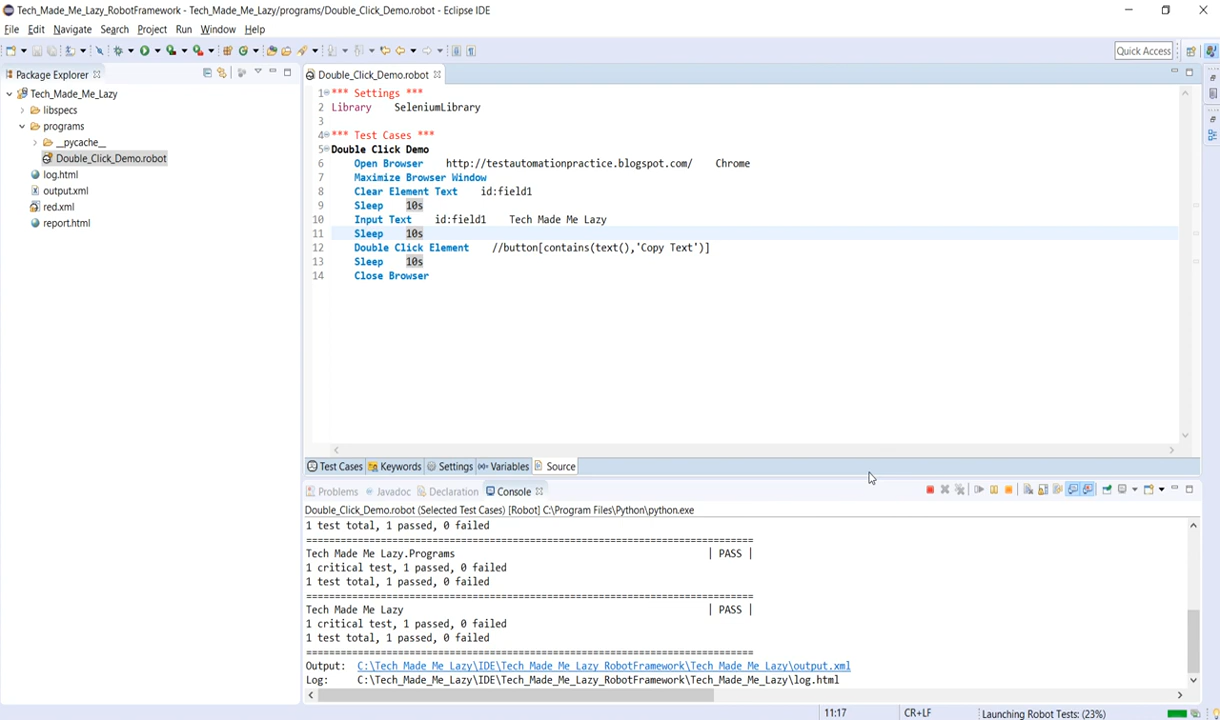 Tech_Made_Me_Lazy_RobotFramework - Tech_Made_Me_Lazy/programs/Double_Click_Demo.robot - Eclipse IDE
File Edit Navigate Search Project Run Window Help
Quick Access
Package Explorer
Tech_Made_Me_Lazy
libspecs
programs
__pycache__
Double_Click_Demo.robot
log.html
output.xml
red.xml
report.html
Double_Click_Demo.robot
1 *** Settings ***
2 Library    SeleniumLibrary
3
4 *** Test Cases ***
5 Double Click Demo
6 Open Browser    http://testautomationpractice.blogspot.com/    Chrome
7 Maximize Browser Window
8 Clear Element Text    id:field1
9 Sleep    10s
10 Input Text    id:field1    Tech Made Me Lazy
11 Sleep    10s
12 Double Click Element    //button[contains(text(),'Copy Text')]
13 Sleep    10s
14 Close Browser
Test Cases Keywords Settings Variables Source
Problems Javadoc Declaration Console
Double_Click_Demo.robot (Selected Test Cases) [Robot] C:\Program Files\Python\python.exe
1 test total, 1 passed, 0 failed
==============================================================================
Tech Made Me Lazy.Programs | PASS |
1 critical test, 1 passed, 0 failed
1 test total, 1 passed, 0 failed
==============================================================================
Tech Made Me Lazy | PASS |
1 critical test, 1 passed, 0 failed
1 test total, 1 passed, 0 failed
==============================================================================
Output:  C:\Tech_Made_Me_Lazy\IDE\Tech_Made_Me_Lazy_RobotFramework\Tech_Made_Me_Lazy\output.xml
Log:     C:\Tech_Made_Me_Lazy\IDE\Tech_Made_Me_Lazy_RobotFramework\Tech_Made_Me_Lazy\log.html
11:17 CR+LF Launching Robot Tests: (23%)